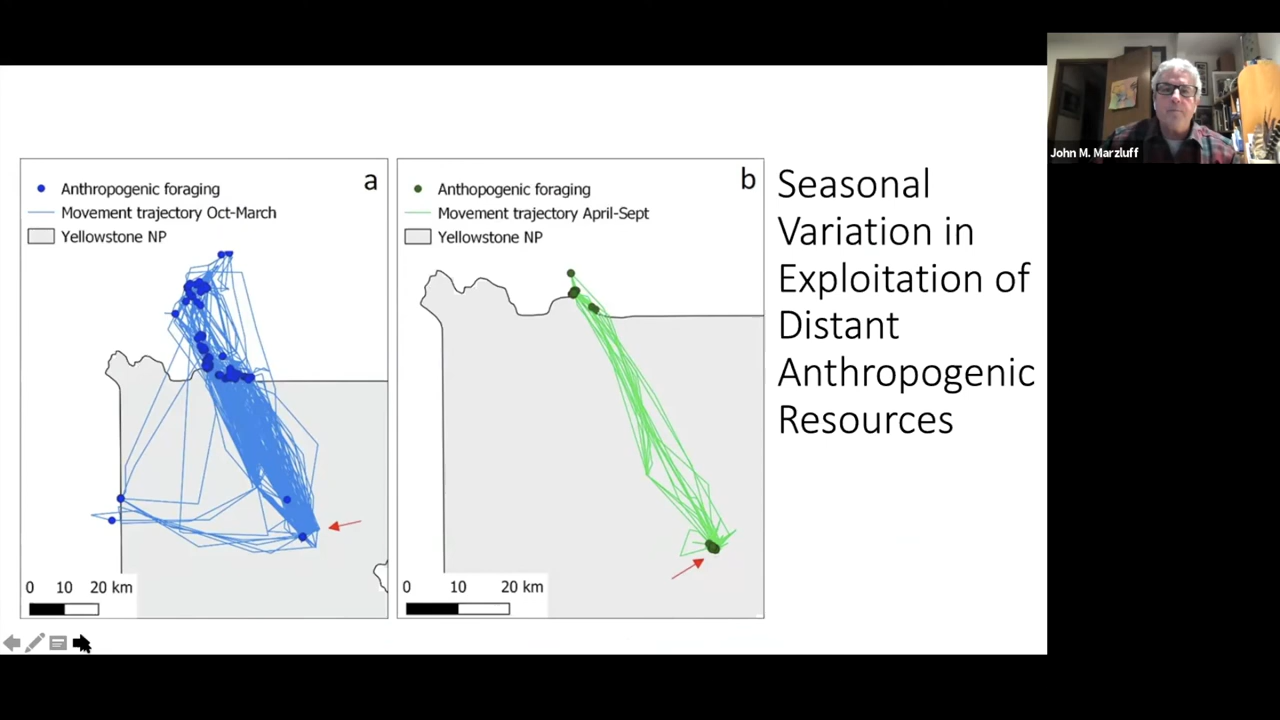 Anthropogenic foraging
a
Movement trajectory Oct-March
Yellowstone NP
0 10 20 km
Anthopogenic foraging
b
Movement trajectory April-Sept
Yellowstone NP
0 10 20 km
Seasonal
Variation in
Exploitation of
Distant
Anthropogenic
Resources
John M. Marzluff